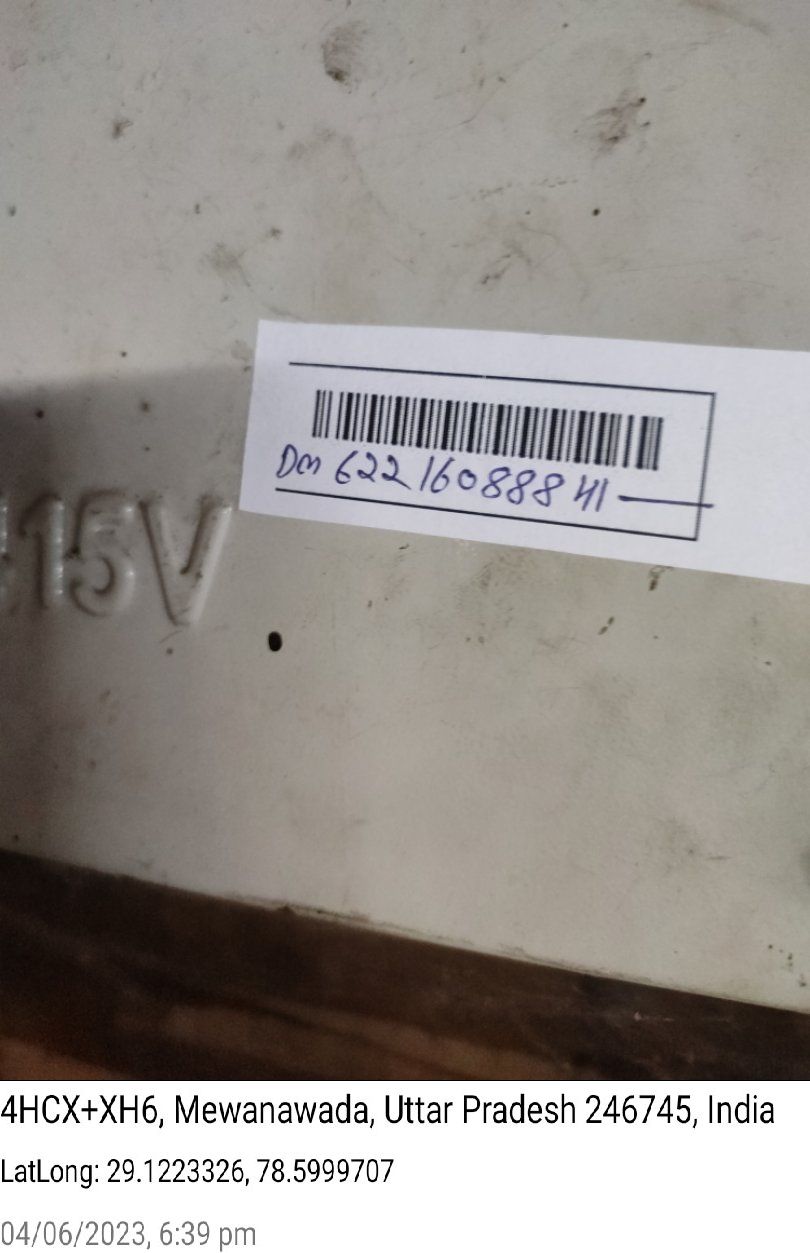 Dm 62216088841
415V
4HCX+XH6, Mewanawada, Uttar Pradesh 246745, India
LatLong: 29.1223326, 78.5999707
04/06/2023, 6:39 pm